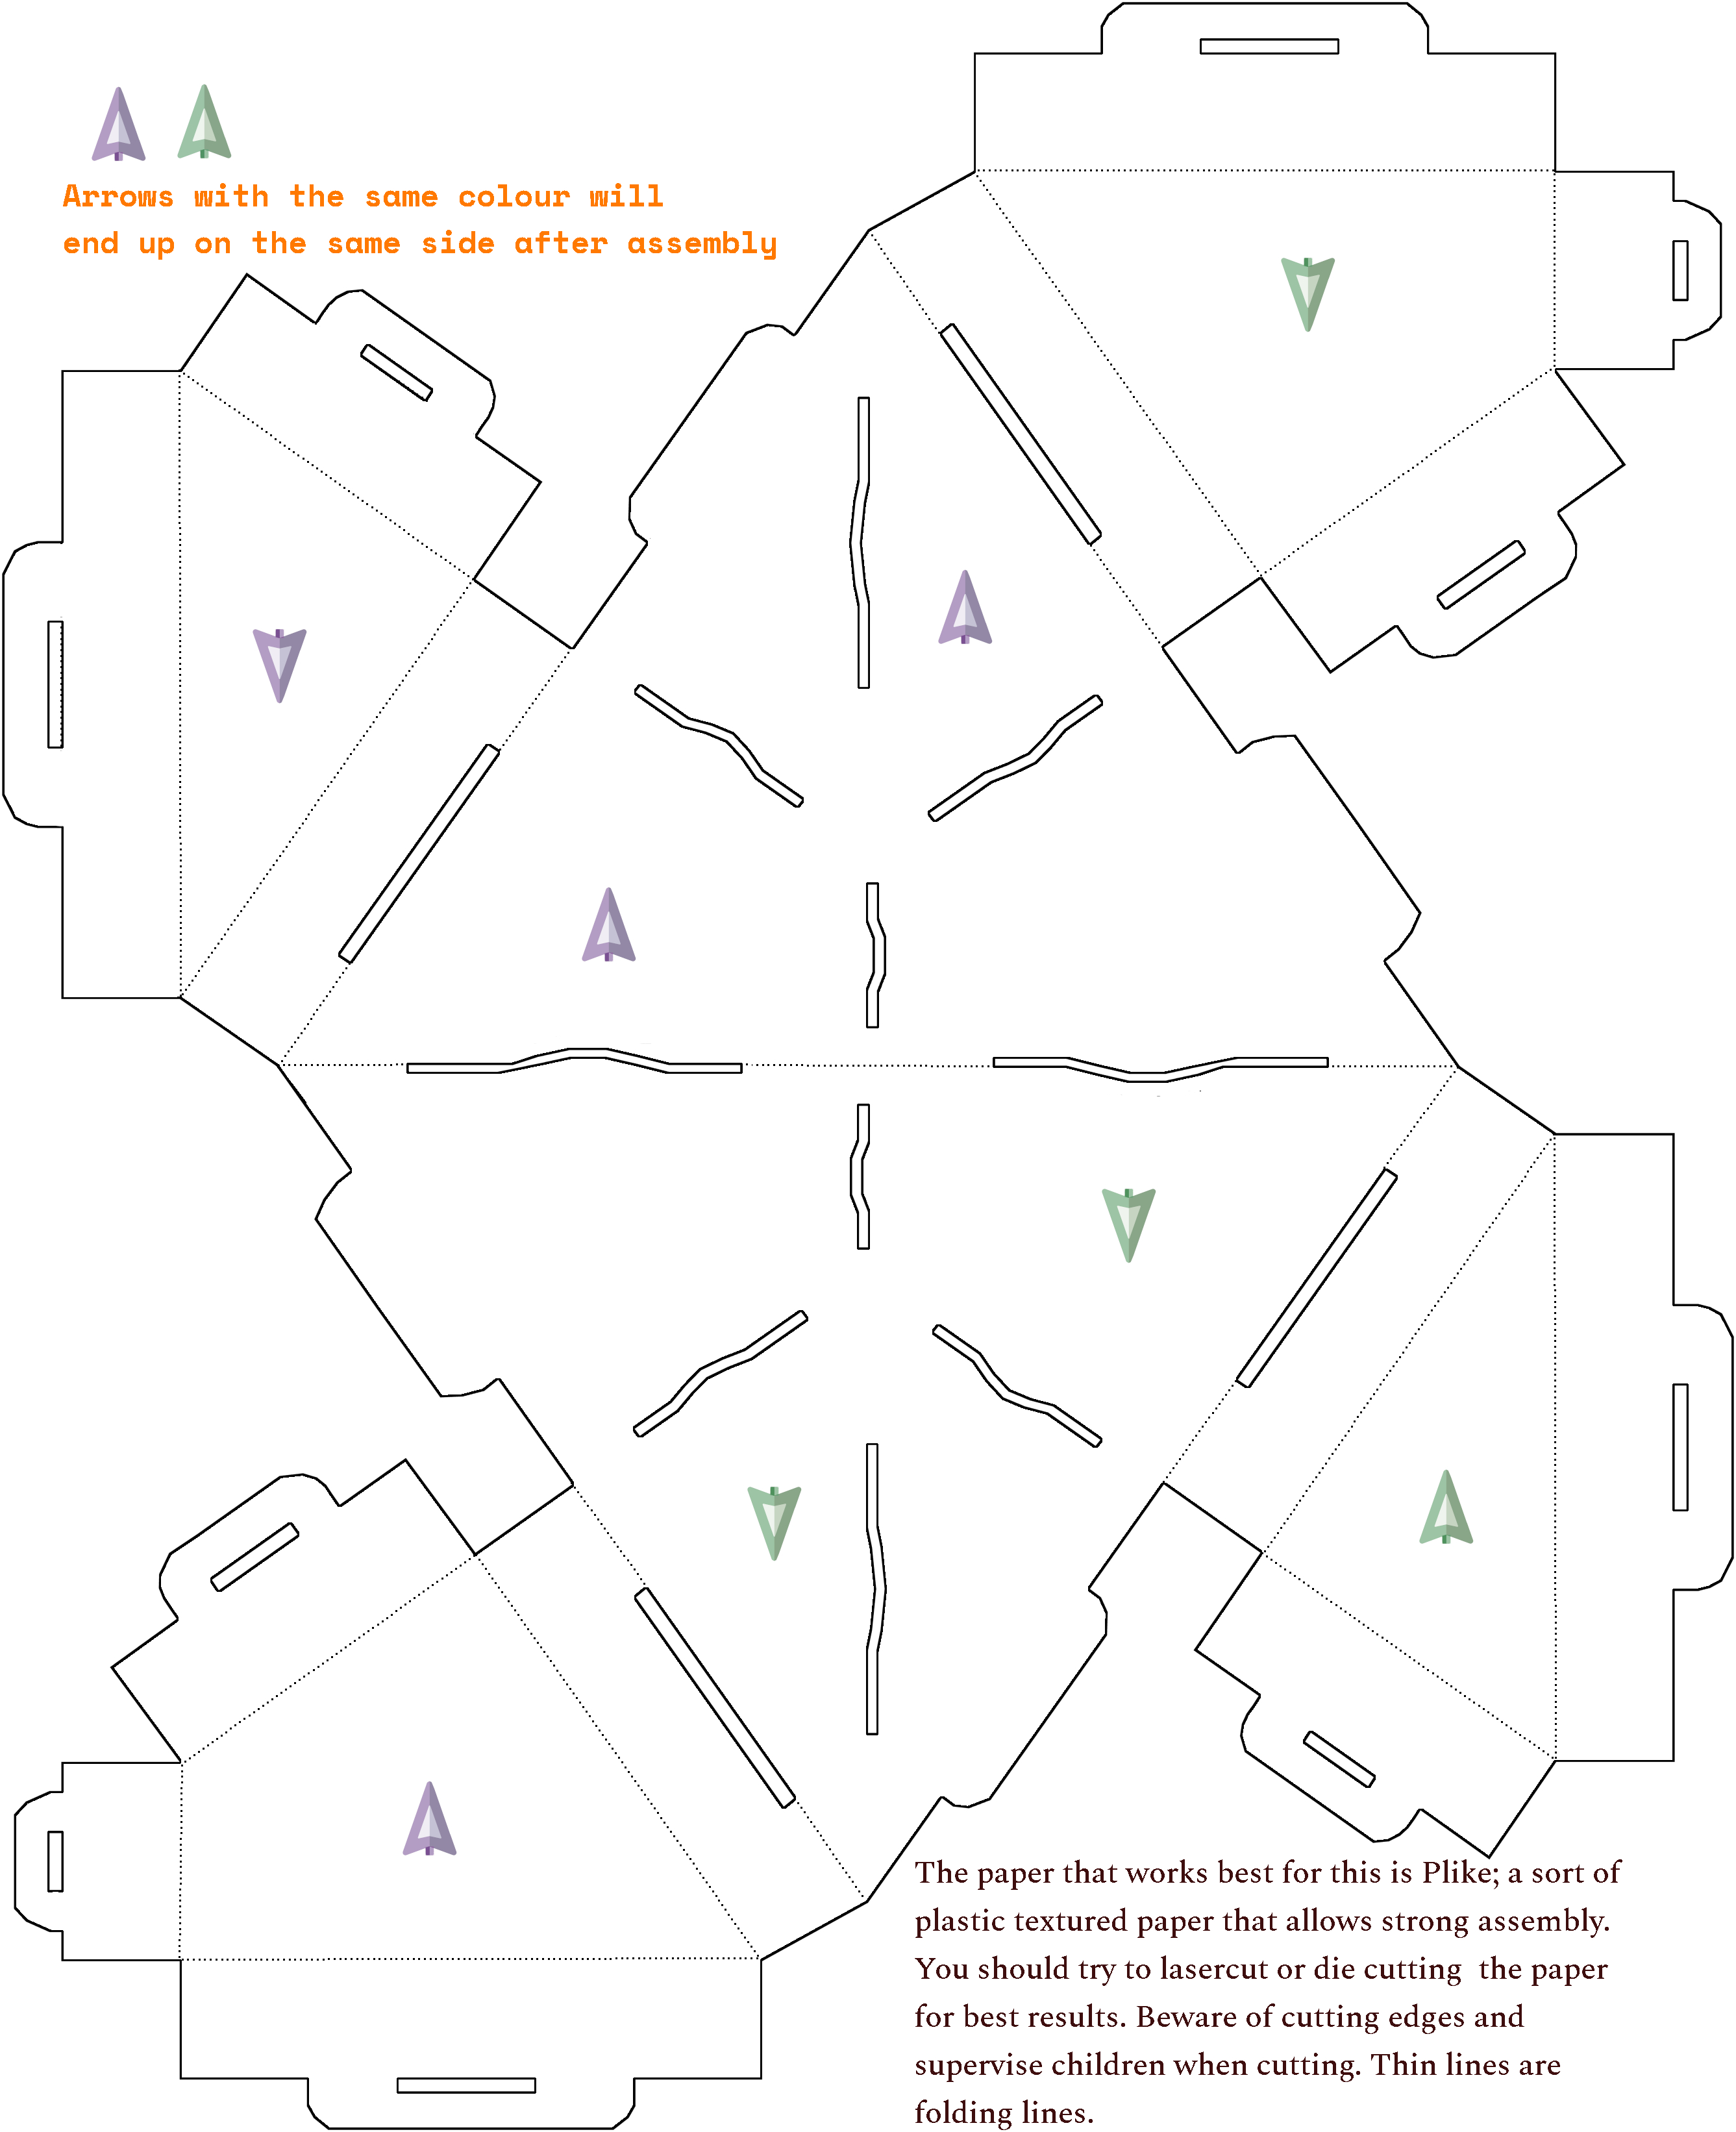 Arrows with the same colour will
end up on the same side after assembly
The paper that works best for this is Plike; a sort of
plastic textured paper that allows strong assembly.
You should try to lasercut or die cutting  the paper
for best results. Beware of cutting edges and
supervise children when cutting. Thin lines are
folding lines.